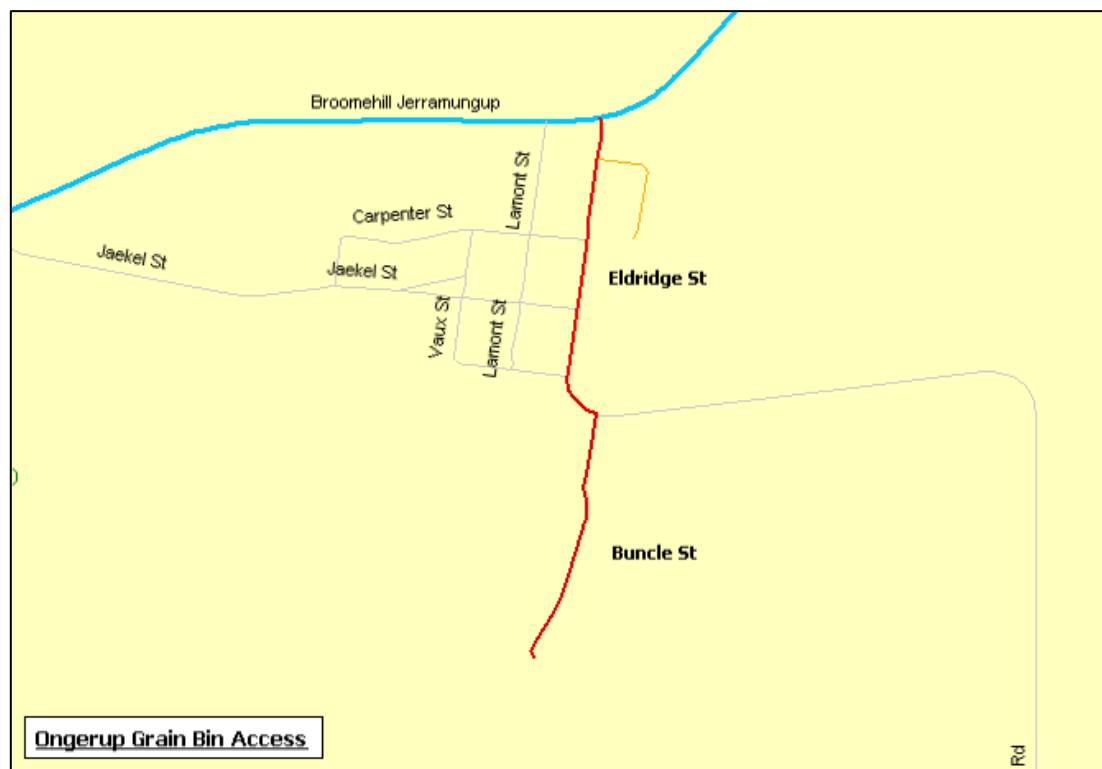 Broomehill Jerramungup
Lamont St
Carpenter St
Jaekel St
Jaekel St
Eldridge St
Vaux St
Lamont St
Buncle St
Ongerup Grain Bin Access
Rd